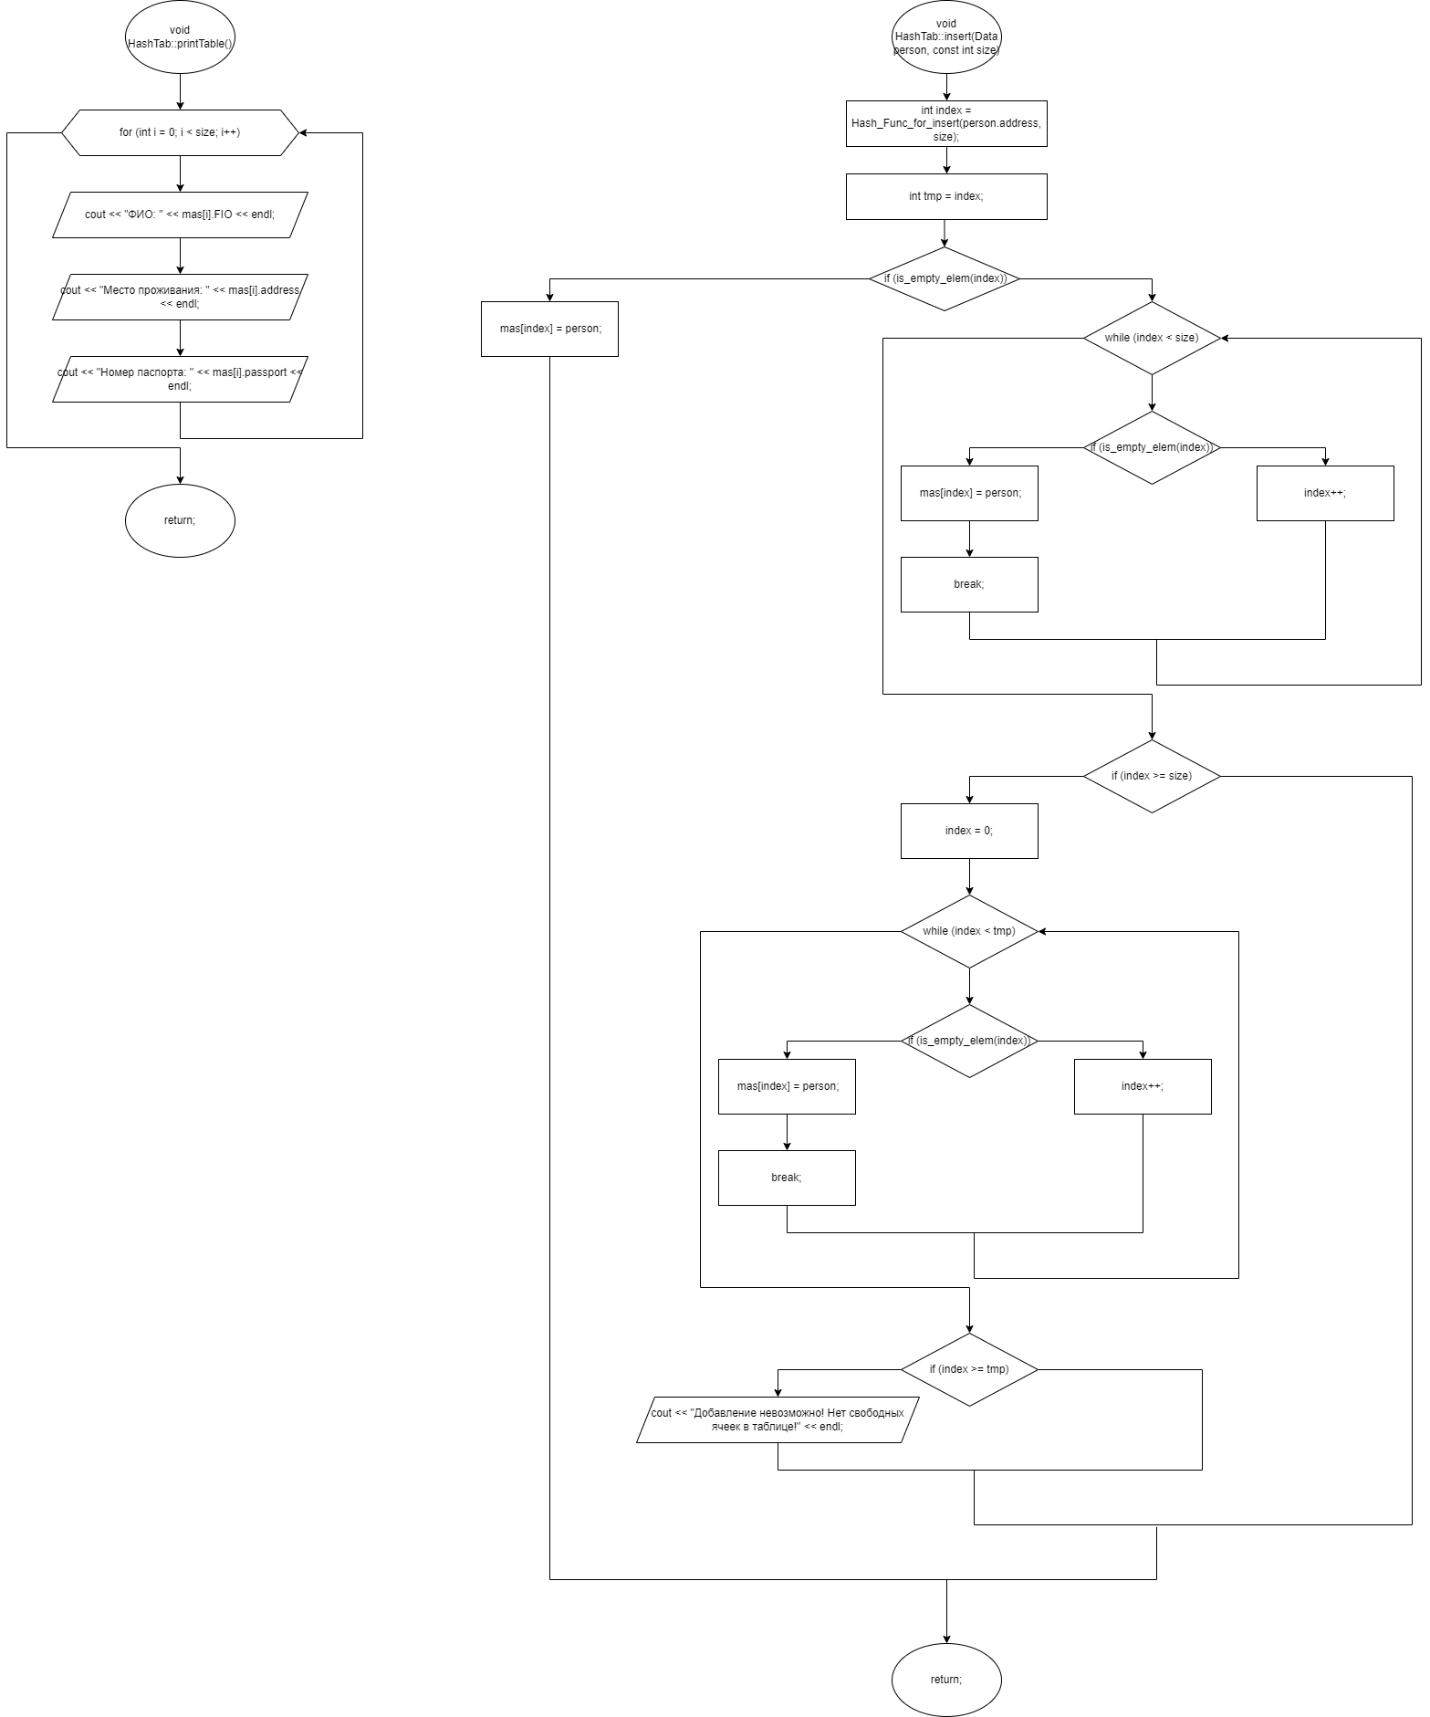 void
HashTab::printTable()
for (int i = 0; i < size; i++)
cout << "ФИО: " << mas[i].FIO << endl;
cout << "Место проживания: " << mas[i].address
<< endl;
cout << "Номер паспорта: " << mas[i].passport <<
endl;
return;
void
HashTab::insert(Data
person, const int size)
int index =
Hash_Func_for_insert(person.address,
size);
int tmp = index;
if (is_empty_elem(index))
mas[index] = person;
while (index < size)
if (is_empty_elem(index))
mas[index] = person;
index++;
break;
if (index >= size)
index = 0;
while (index < tmp)
if (is_empty_elem(index))
mas[index] = person;
index++;
break;
if (index >= tmp)
cout << "Добавление невозможно! Нет свободных
ячеек в таблице!" << endl;
return;